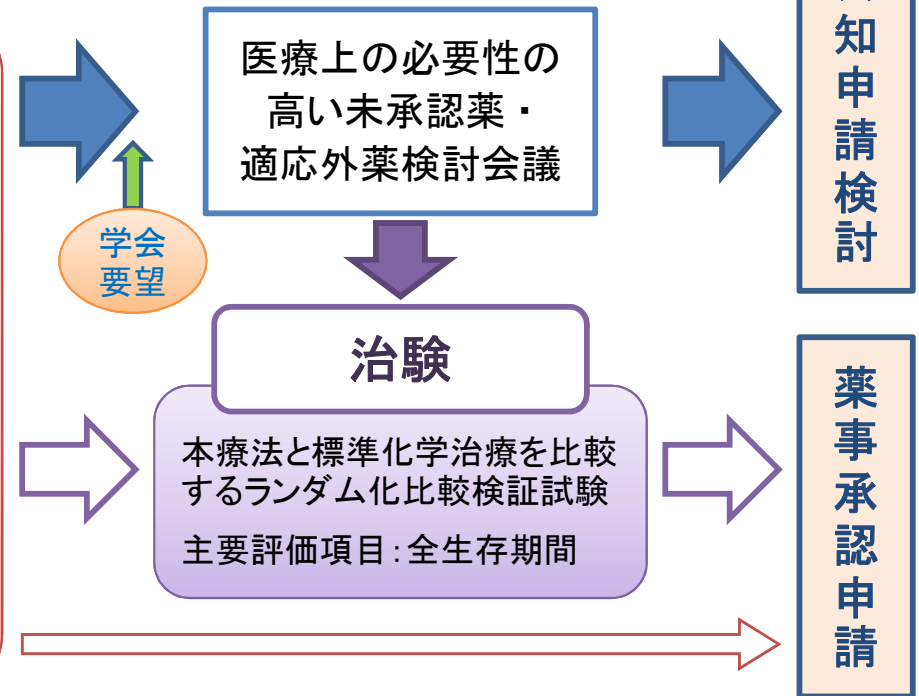 医療上の必要性の
高い未承認薬・
適応外薬検討会議
知申請検討
学会
要望
治験
本療法と標準化学治療を比較
するランダム化比較検証試験
主要評価項目：全生存期間
薬事承認申請